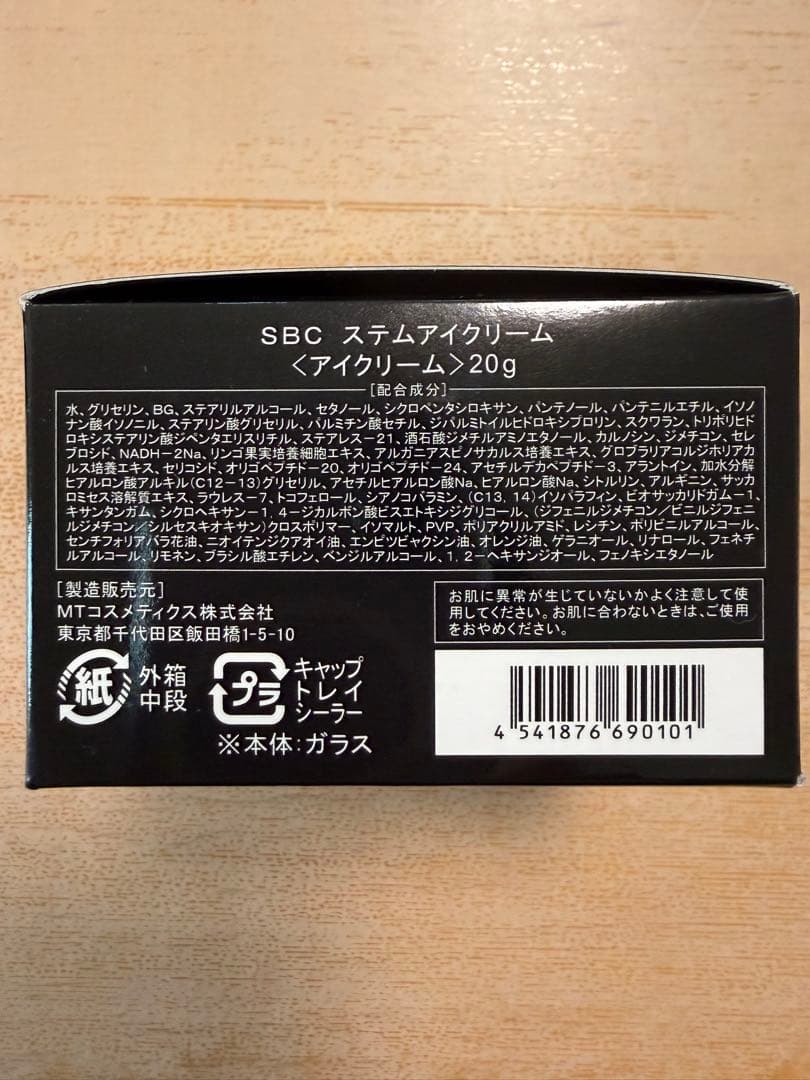 SBC ステムアイクリーム
〈アイクリーム〉20g
[配合成分]
水、グリセリン、BG、ステアリルアルコール、セタノール、シクロペンタシロキサン、パンテノール、パンテニルエチル、イソノ
ナン酸イソノニル、ステアリン酸グリセリル、パルミチン酸セチル、ジパルミトイルヒドロキシプロリン、スクワラン、トリポリヒド
ロキシステアリン酸ジペンタエリスリチル、ステアレス－21、酒石酸ジメチルアミノエタノール、カルノシン、ジメチコン、セレ
ブロシド、NADH－2Na、リンゴ果実培養細胞エキス、アルガニアスピノサカルス培養エキス、グロブラリアコルジホリアカ
ルス培養エキス、セリコシド、オリゴペプチド－20、オリゴペプチド－24、アセチルデカペプチド－3、アラントイン、加水分解
ヒアルロン酸アルキル(C12－13)グリセリル、アセチルヒアルロン酸Na、ヒアルロン酸Na、シトルリン、アルギニン、サッカ
ロミセス溶解質エキス、ラウレス－7、トコフェロール、シアノコバラミン、(C13, 14)イソパラフィン、ビオサッカリドガム－1、
キサンタンガム、シクロヘキサン－1, 4－ジカルボン酸ビスエトキシジグリコール、(ジフェニルジメチコン/ビニルジフェニ
ルジメチコン/シルセスキオキサン)クロスポリマー、イソマルト、PVP、ポリアクリルアミド、レシチン、ポリビニルアルコール、
センチフォリアバラ花油、ニオイテンジクアオイ油、エンピツビャクシン油、オレンジ油、ゲラニオール、リナロール、フェネチ
ルアルコール、リモネン、ブラシル酸エチレン、ベンジルアルコール、1, 2－ヘキサンジオール、フェノキシエタノール
[製造販売元]
MTコスメティクス株式会社
東京都千代田区飯田橋1-5-10
お肌に異常が生じていないかよく注意して使
用してください。お肌に合わないときは、ご使用
をおやめください。
紙
外箱
中段
プラ
キャップ
トレイ
シーラー
※本体：ガラス
4 541876 690101